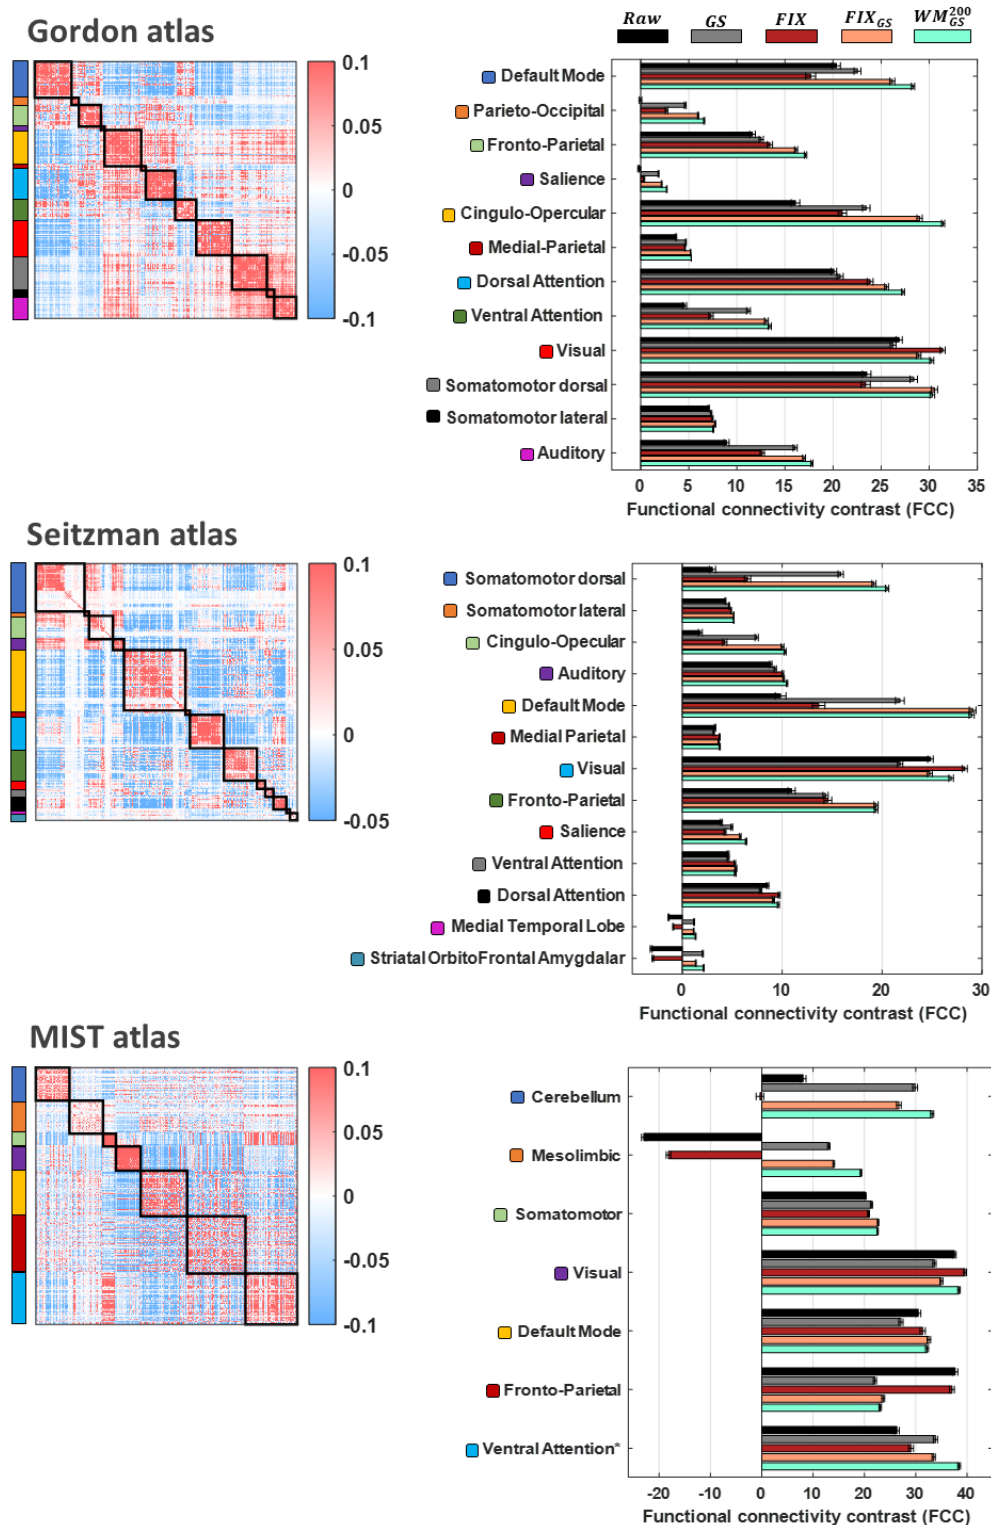 Gordon atlas
Raw GS FIX FIX_GS WM_GS^200
0.1
0.05
0
-0.05
-0.1
Default Mode
Parieto-Occipital
Fronto-Parietal
Salience
Cingulo-Opercular
Medial-Parietal
Dorsal Attention
Ventral Attention
Visual
Somatomotor dorsal
Somatomotor lateral
Auditory
0 5 10 15 20 25 30 35
Functional connectivity contrast (FCC)
Seitzman atlas
0.1
0.05
0
-0.05
Somatomotor dorsal
Somatomotor lateral
Cingulo-Opecular
Auditory
Default Mode
Medial Parietal
Visual
Fronto-Parietal
Salience
Ventral Attention
Dorsal Attention
Medial Temporal Lobe
Striatal OrbitoFrontal Amygdalar
0 10 20 30
Functional connectivity contrast (FCC)
MIST atlas
0.1
0.05
0
-0.05
-0.1
Cerebellum
Mesolimbic
Somatomotor
Visual
Default Mode
Fronto-Parietal
Ventral Attention*
-20 -10 0 10 20 30 40
Functional connectivity contrast (FCC)